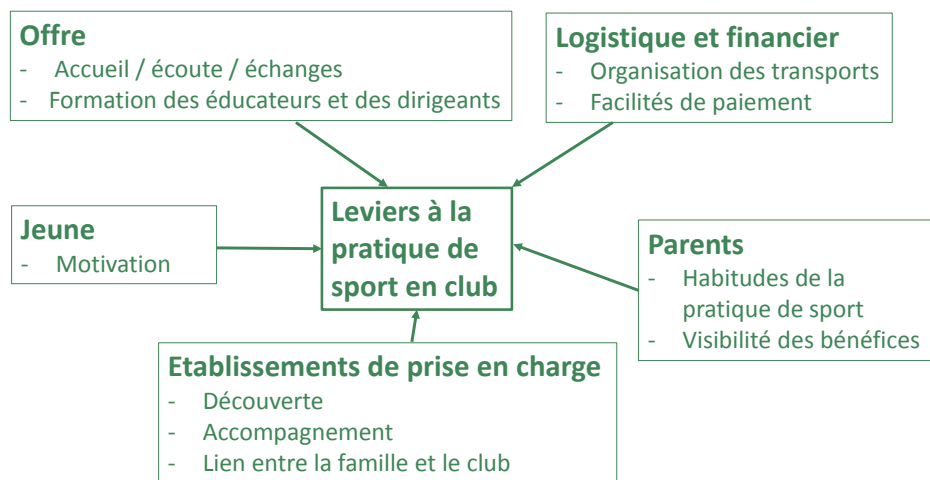 Offre
- Accueil / écoute / échanges
- Formation des éducateurs et des dirigeants
Logistique et financier
- Organisation des transports
- Facilités de paiement
Leviers à la
pratique de
sport en club
Jeune
- Motivation
Parents
- Habitudes de la
pratique de sport
- Visibilité des bénéfices
Etablissements de prise en charge
- Découverte
- Accompagnement
- Lien entre la famille et le club